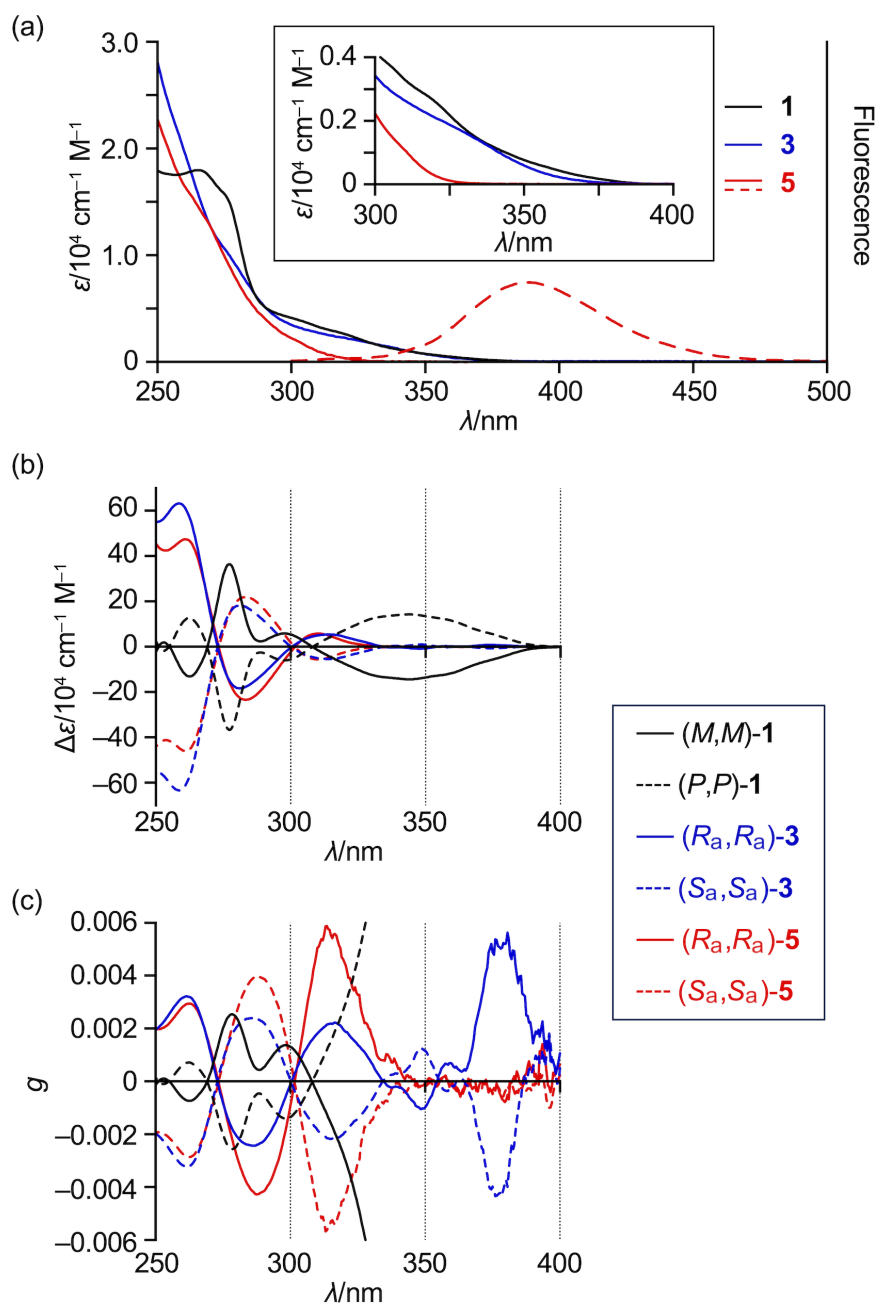 (a)
3.0
2.0
1.0
0
ε/10⁴ cm⁻¹ M⁻¹
250
300
350
400
450
500
λ/nm
0.4
0.2
0
ε/10⁴ cm⁻¹ M⁻¹
300
350
400
λ/nm
1
3
5
Fluorescence
(b)
60
40
20
0
−20
−40
−60
Δε/10⁴ cm⁻¹ M⁻¹
250
300
350
400
λ/nm
(M,M)-1
(P,P)-1
(Rₐ,Rₐ)-3
(Sₐ,Sₐ)-3
(Rₐ,Rₐ)-5
(Sₐ,Sₐ)-5
(c)
g
0.006
0.004
0.002
0
−0.002
−0.004
−0.006
250
300
350
400
λ/nm